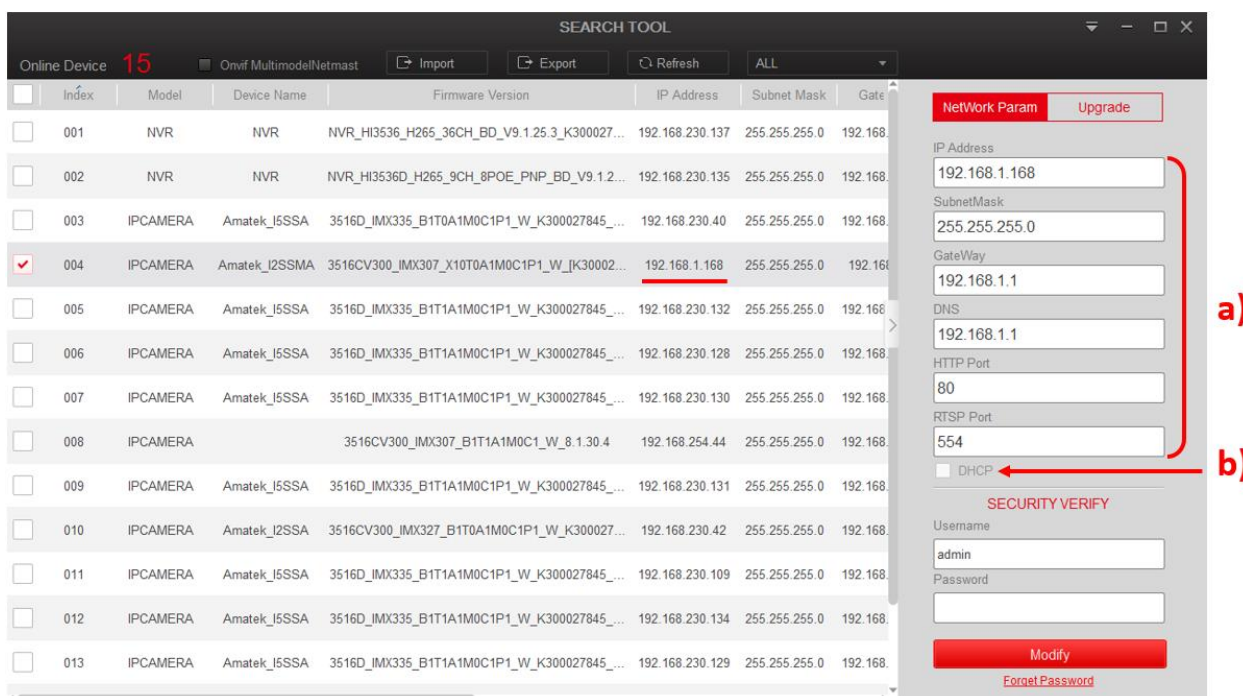 SEARCH TOOL
Online Device 15 Onvif MultimodelNetmast Import Export Refresh ALL
Index Model Device Name Firmware Version IP Address Subnet Mask Gate
001 NVR NVR NVR_HI3536_H265_36CH_BD_V9.1.25.3_K300027... 192.168.230.137 255.255.255.0 192.168.
002 NVR NVR NVR_HI3536D_H265_9CH_8POE_PNP_BD_V9.1.2... 192.168.230.135 255.255.255.0 192.168.
003 IPCAMERA Amatek_I5SSA 3516D_IMX335_B1T0A1M0C1P1_W_K300027845_... 192.168.230.40 255.255.255.0 192.168.
004 IPCAMERA Amatek_I2SSMA 3516CV300_IMX307_X10T0A1M0C1P1_W_[K30002... 192.168.1.168 255.255.255.0 192.168
005 IPCAMERA Amatek_I5SSA 3516D_IMX335_B1T1A1M0C1P1_W_K300027845_... 192.168.230.132 255.255.255.0 192.168
006 IPCAMERA Amatek_I5SSA 3516D_IMX335_B1T1A1M0C1P1_W_K300027845_... 192.168.230.128 255.255.255.0 192.168.
007 IPCAMERA Amatek_I5SSA 3516D_IMX335_B1T1A1M0C1P1_W_K300027845_... 192.168.230.130 255.255.255.0 192.168.
008 IPCAMERA 3516CV300_IMX307_B1T1A1M0C1_W_8.1.30.4 192.168.254.44 255.255.255.0 192.168.
009 IPCAMERA Amatek_I5SSA 3516D_IMX335_B1T1A1M0C1P1_W_K300027845_... 192.168.230.131 255.255.255.0 192.168.
010 IPCAMERA Amatek_I2SSA 3516CV300_IMX327_B1T0A1M0C1P1_W_K300027... 192.168.230.42 255.255.255.0 192.168.
011 IPCAMERA Amatek_I5SSA 3516D_IMX335_B1T1A1M0C1P1_W_K300027845_... 192.168.230.109 255.255.255.0 192.168.
012 IPCAMERA Amatek_I5SSA 3516D_IMX335_B1T1A1M0C1P1_W_K300027845_... 192.168.230.134 255.255.255.0 192.168.
013 IPCAMERA Amatek_I5SSA 3516D_IMX335_B1T1A1M0C1P1_W_K300027845_... 192.168.230.129 255.255.255.0 192.168.
NetWork Param Upgrade
IP Address
192.168.1.168
SubnetMask
255.255.255.0
GateWay
192.168.1.1
DNS
192.168.1.1
HTTP Port
80
RTSP Port
554
DHCP
a)
b)
SECURITY VERIFY
Username
admin
Password
Modify
Forget Password